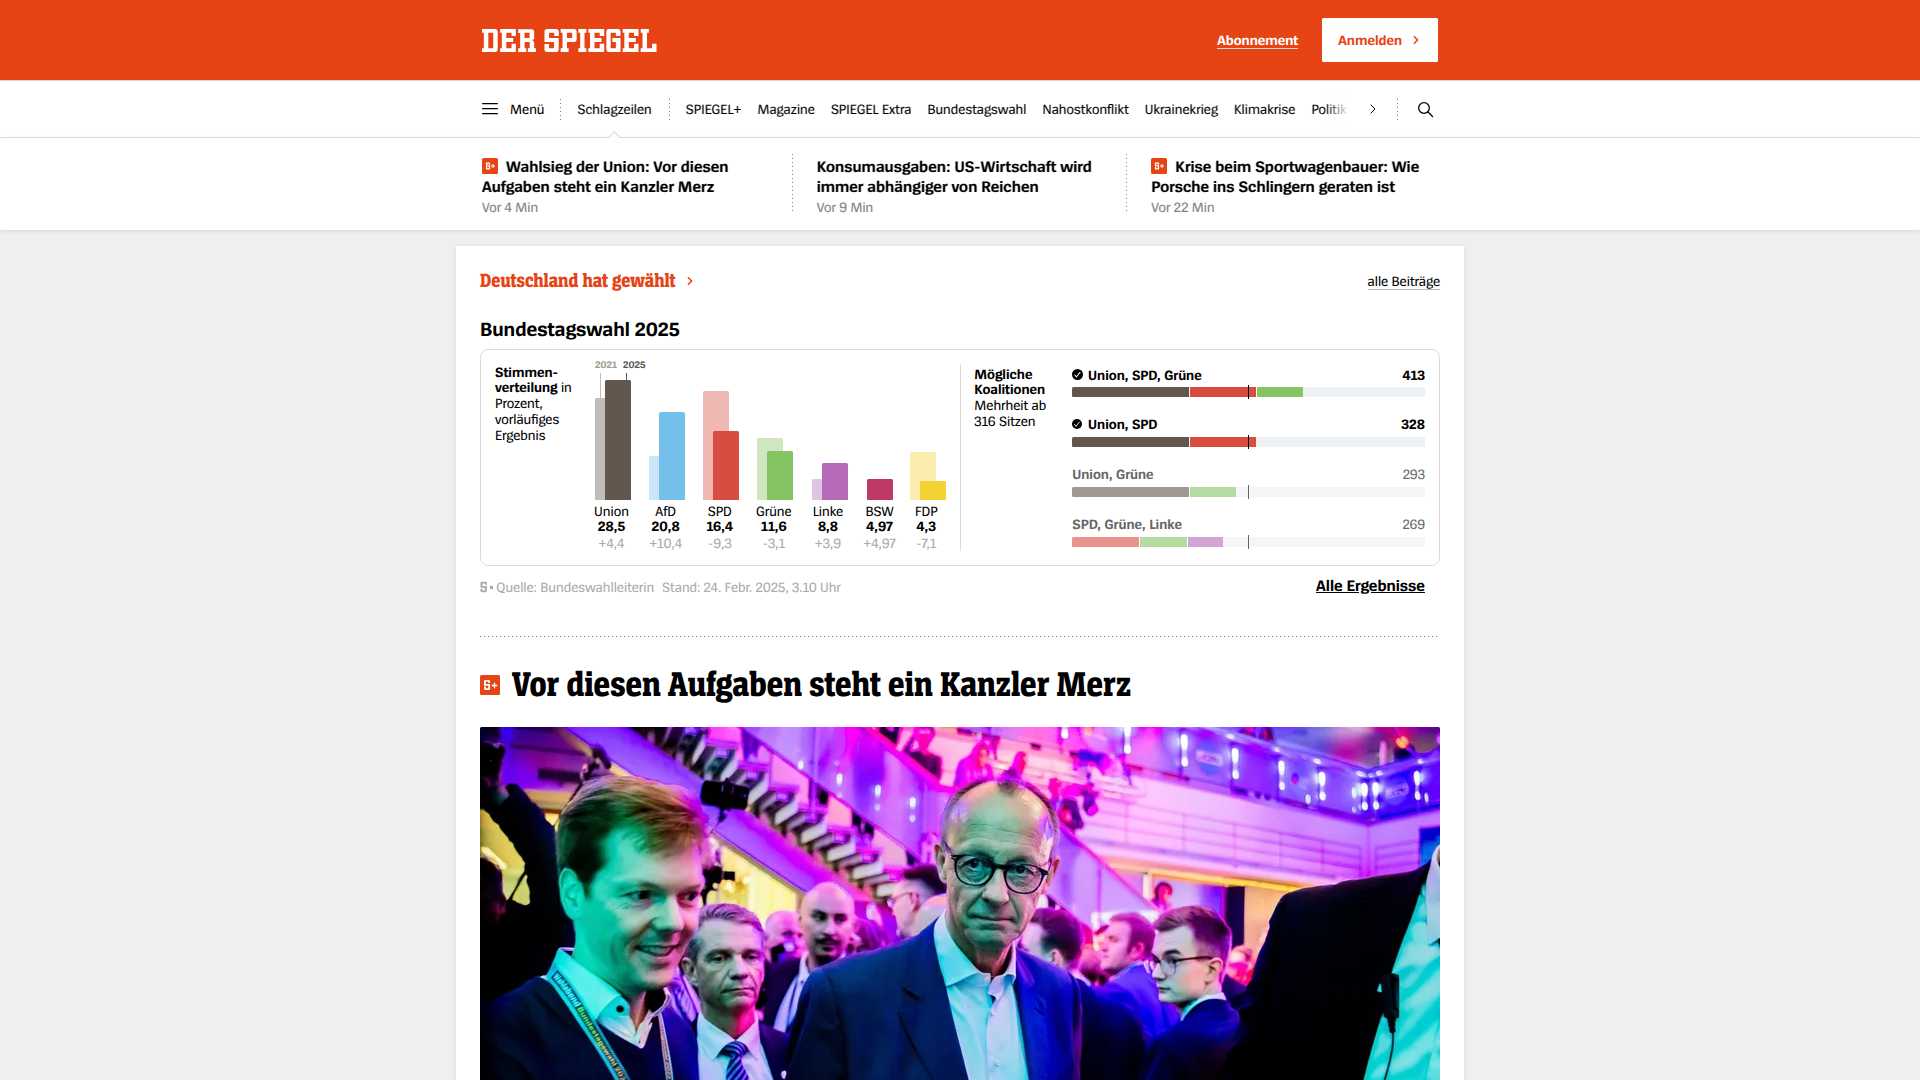 DER SPIEGEL
Abonnement
Anmelden
Menü
Schlagzeilen
SPIEGEL+
Magazine
SPIEGEL Extra
Bundestagswahl
Nahostkonflikt
Ukrainekrieg
Klimakrise
Politik
S+ Wahlsieg der Union: Vor diesen
Aufgaben steht ein Kanzler Merz
Vor 4 Min
Konsumausgaben: US-Wirtschaft wird
immer abhängiger von Reichen
Vor 9 Min
S+ Krise beim Sportwagenbauer: Wie
Porsche ins Schlingern geraten ist
Vor 22 Min
Deutschland hat gewählt
alle Beiträge
Bundestagswahl 2025
Stimmen-
verteilung in
Prozent,
vorläufiges
Ergebnis
2021 2025
Union AfD SPD Grüne Linke BSW FDP
28,5 20,8 16,4 11,6 8,8 4,97 4,3
+4,4 +10,4 -9,3 -3,1 +3,9 +4,97 -7,1
Mögliche
Koalitionen
Mehrheit ab
316 Sitzen
Union, SPD, Grüne 413
Union, SPD 328
Union, Grüne 293
SPD, Grüne, Linke 269
S+ Quelle: Bundeswahlleiterin Stand: 24. Febr. 2025, 3.10 Uhr
Alle Ergebnisse
S+ Vor diesen Aufgaben steht ein Kanzler Merz